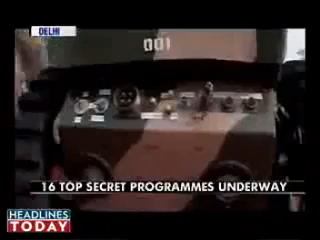 DELHI
001
16 TOP SECRET PROGRAMMES UNDERWAY
HEADLINES
TODAY